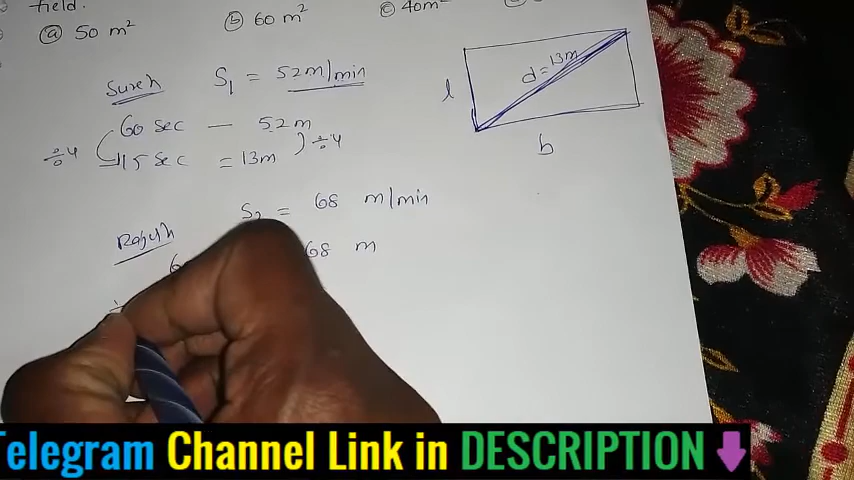 field.
ⓐ 50 m² ⓑ 60 m² ⓒ 40m²
Suresh S₁ = 52m/min
60 sec — 52 m
÷4 15 sec = 13m ÷4
l d = 13m
b
S₂ = 68 m/min
68 m
÷
Telegram Channel Link in DESCRIPTION